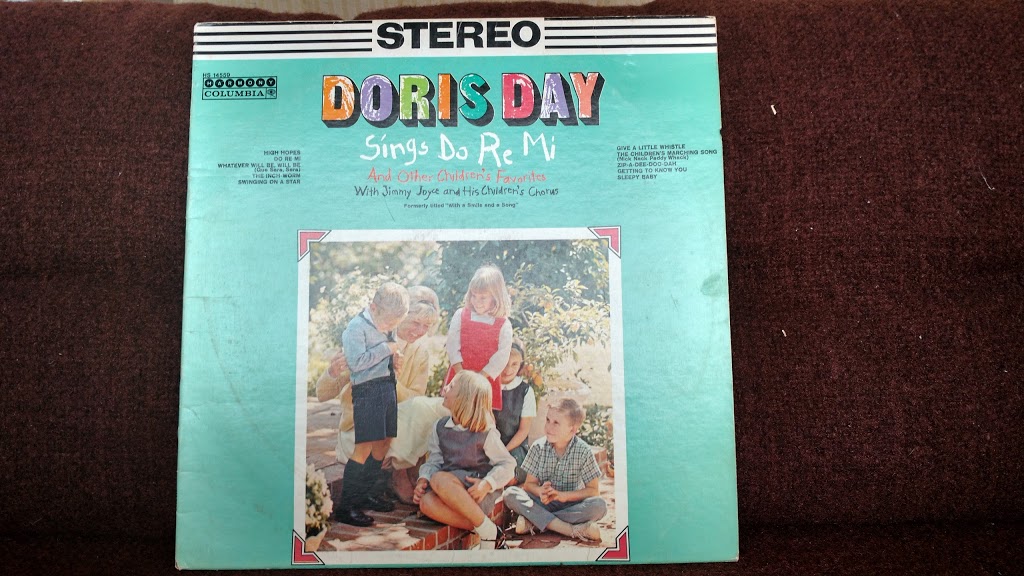 STEREO
HS 14559
HARMONY
COLUMBIA
DORIS DAY
Sings Do Re Mi
And Other Children's Favorites
With Jimmy Joyce and His Children's Chorus
Formerly titled "With a Smile and a Song"
HIGH HOPES
DO RE MI
WHATEVER WILL BE, WILL BE
(Que Sera, Sera)
THE INCH WORM
SWINGING ON A STAR
GIVE A LITTLE WHISTLE
THE CHILDREN'S MARCHING SONG
(Nick Nack Paddy Whack)
ZIP-A-DEE-DOO-DAH
GETTING TO KNOW YOU
SLEEPY BABY